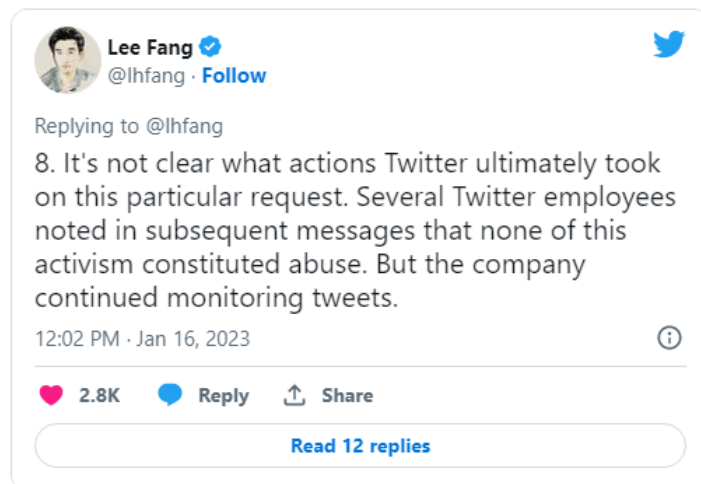 Lee Fang
@lhfang · Follow
Replying to @lhfang
8. It's not clear what actions Twitter ultimately took
on this particular request. Several Twitter employees
noted in subsequent messages that none of this
activism constituted abuse. But the company
continued monitoring tweets.
12:02 PM · Jan 16, 2023
2.8K Reply Share
Read 12 replies